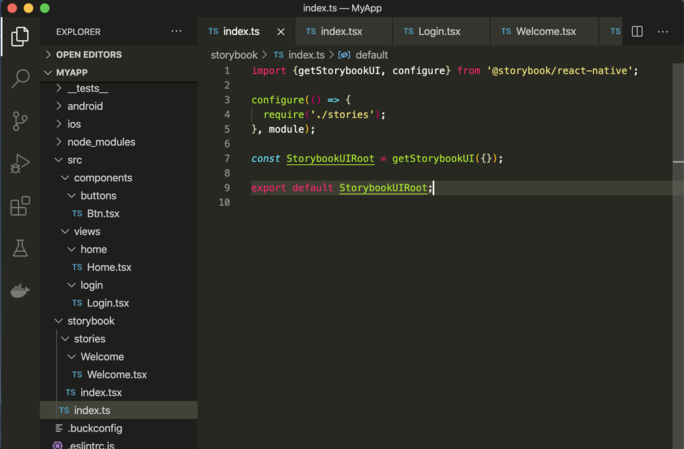 index.ts — MyApp
EXPLORER
OPEN EDITORS
MYAPP
__tests__
android
ios
node_modules
src
components
buttons
TS Btn.tsx
views
home
TS Home.tsx
login
TS Login.tsx
storybook
stories
Welcome
TS Welcome.tsx
TS index.tsx
TS index.ts
.buckconfig
.eslintrc.js
TS index.ts
TS index.tsx
TS Login.tsx
TS Welcome.tsx
TS
storybook > TS index.ts > default
1 import {getStorybookUI, configure} from '@storybook/react-native';
2
3 configure(() => {
4 require('./stories');
5 }, module);
6
7 const StorybookUIRoot = getStorybookUI({});
8
9 export default StorybookUIRoot;
10